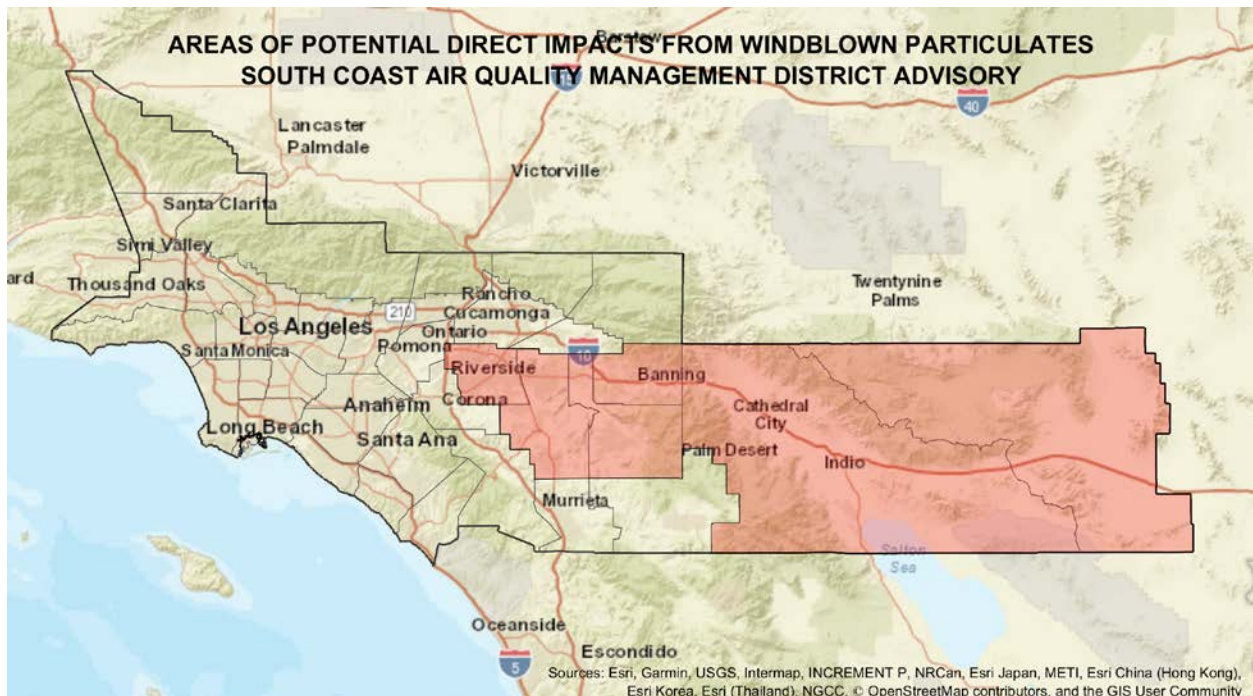 AREAS OF POTENTIAL DIRECT IMPACTS FROM WINDBLOWN PARTICULATES
SOUTH COAST AIR QUALITY MANAGEMENT DISTRICT ADVISORY
Barstow
15
40
Lancaster
Palmdale
Victorville
Santa Clarita
Simi Valley
ard
Thousand Oaks
Twentynine
Palms
Rancho
Cucamonga
210
Los Angeles
Ontario
Pomona
Santa Monica
10
Riverside
Banning
Corona
Anaheim
Cathedral
City
Long Beach
Santa Ana
Palm Desert
Indio
Murrieta
Salton
Sea
Oceanside
Escondido
5
Sources: Esri, Garmin, USGS, Intermap, INCREMENT P, NRCan, Esri Japan, METI, Esri China (Hong Kong),
Esri Korea, Esri (Thailand), NGCC, © OpenStreetMap contributors, and the GIS User Community